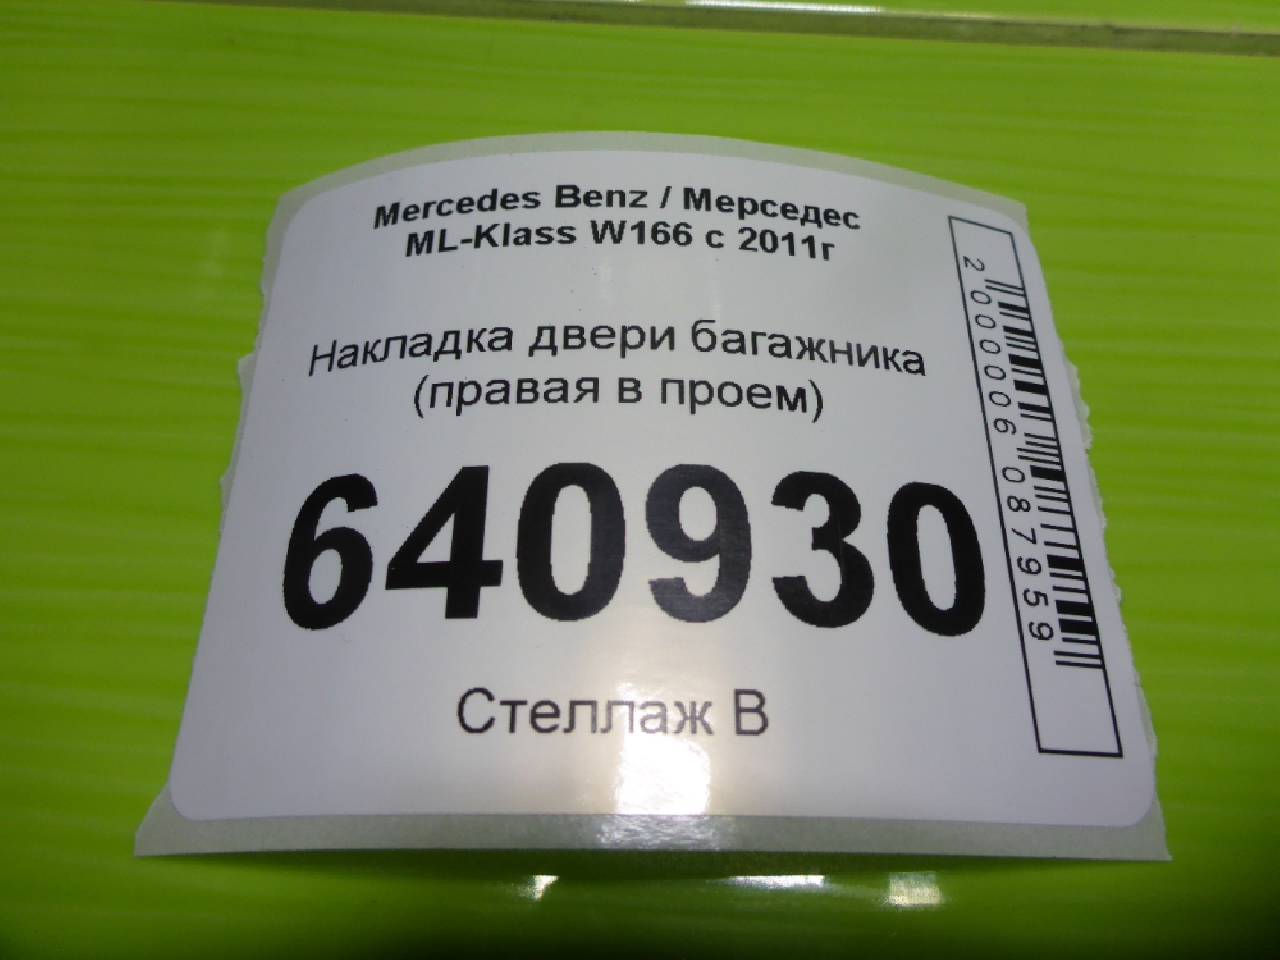 Mercedes Benz / Мерседес
ML-Klass W166 с 2011г
Накладка двери багажника
(правая в проем)
640930
Стеллаж В
2000006087959